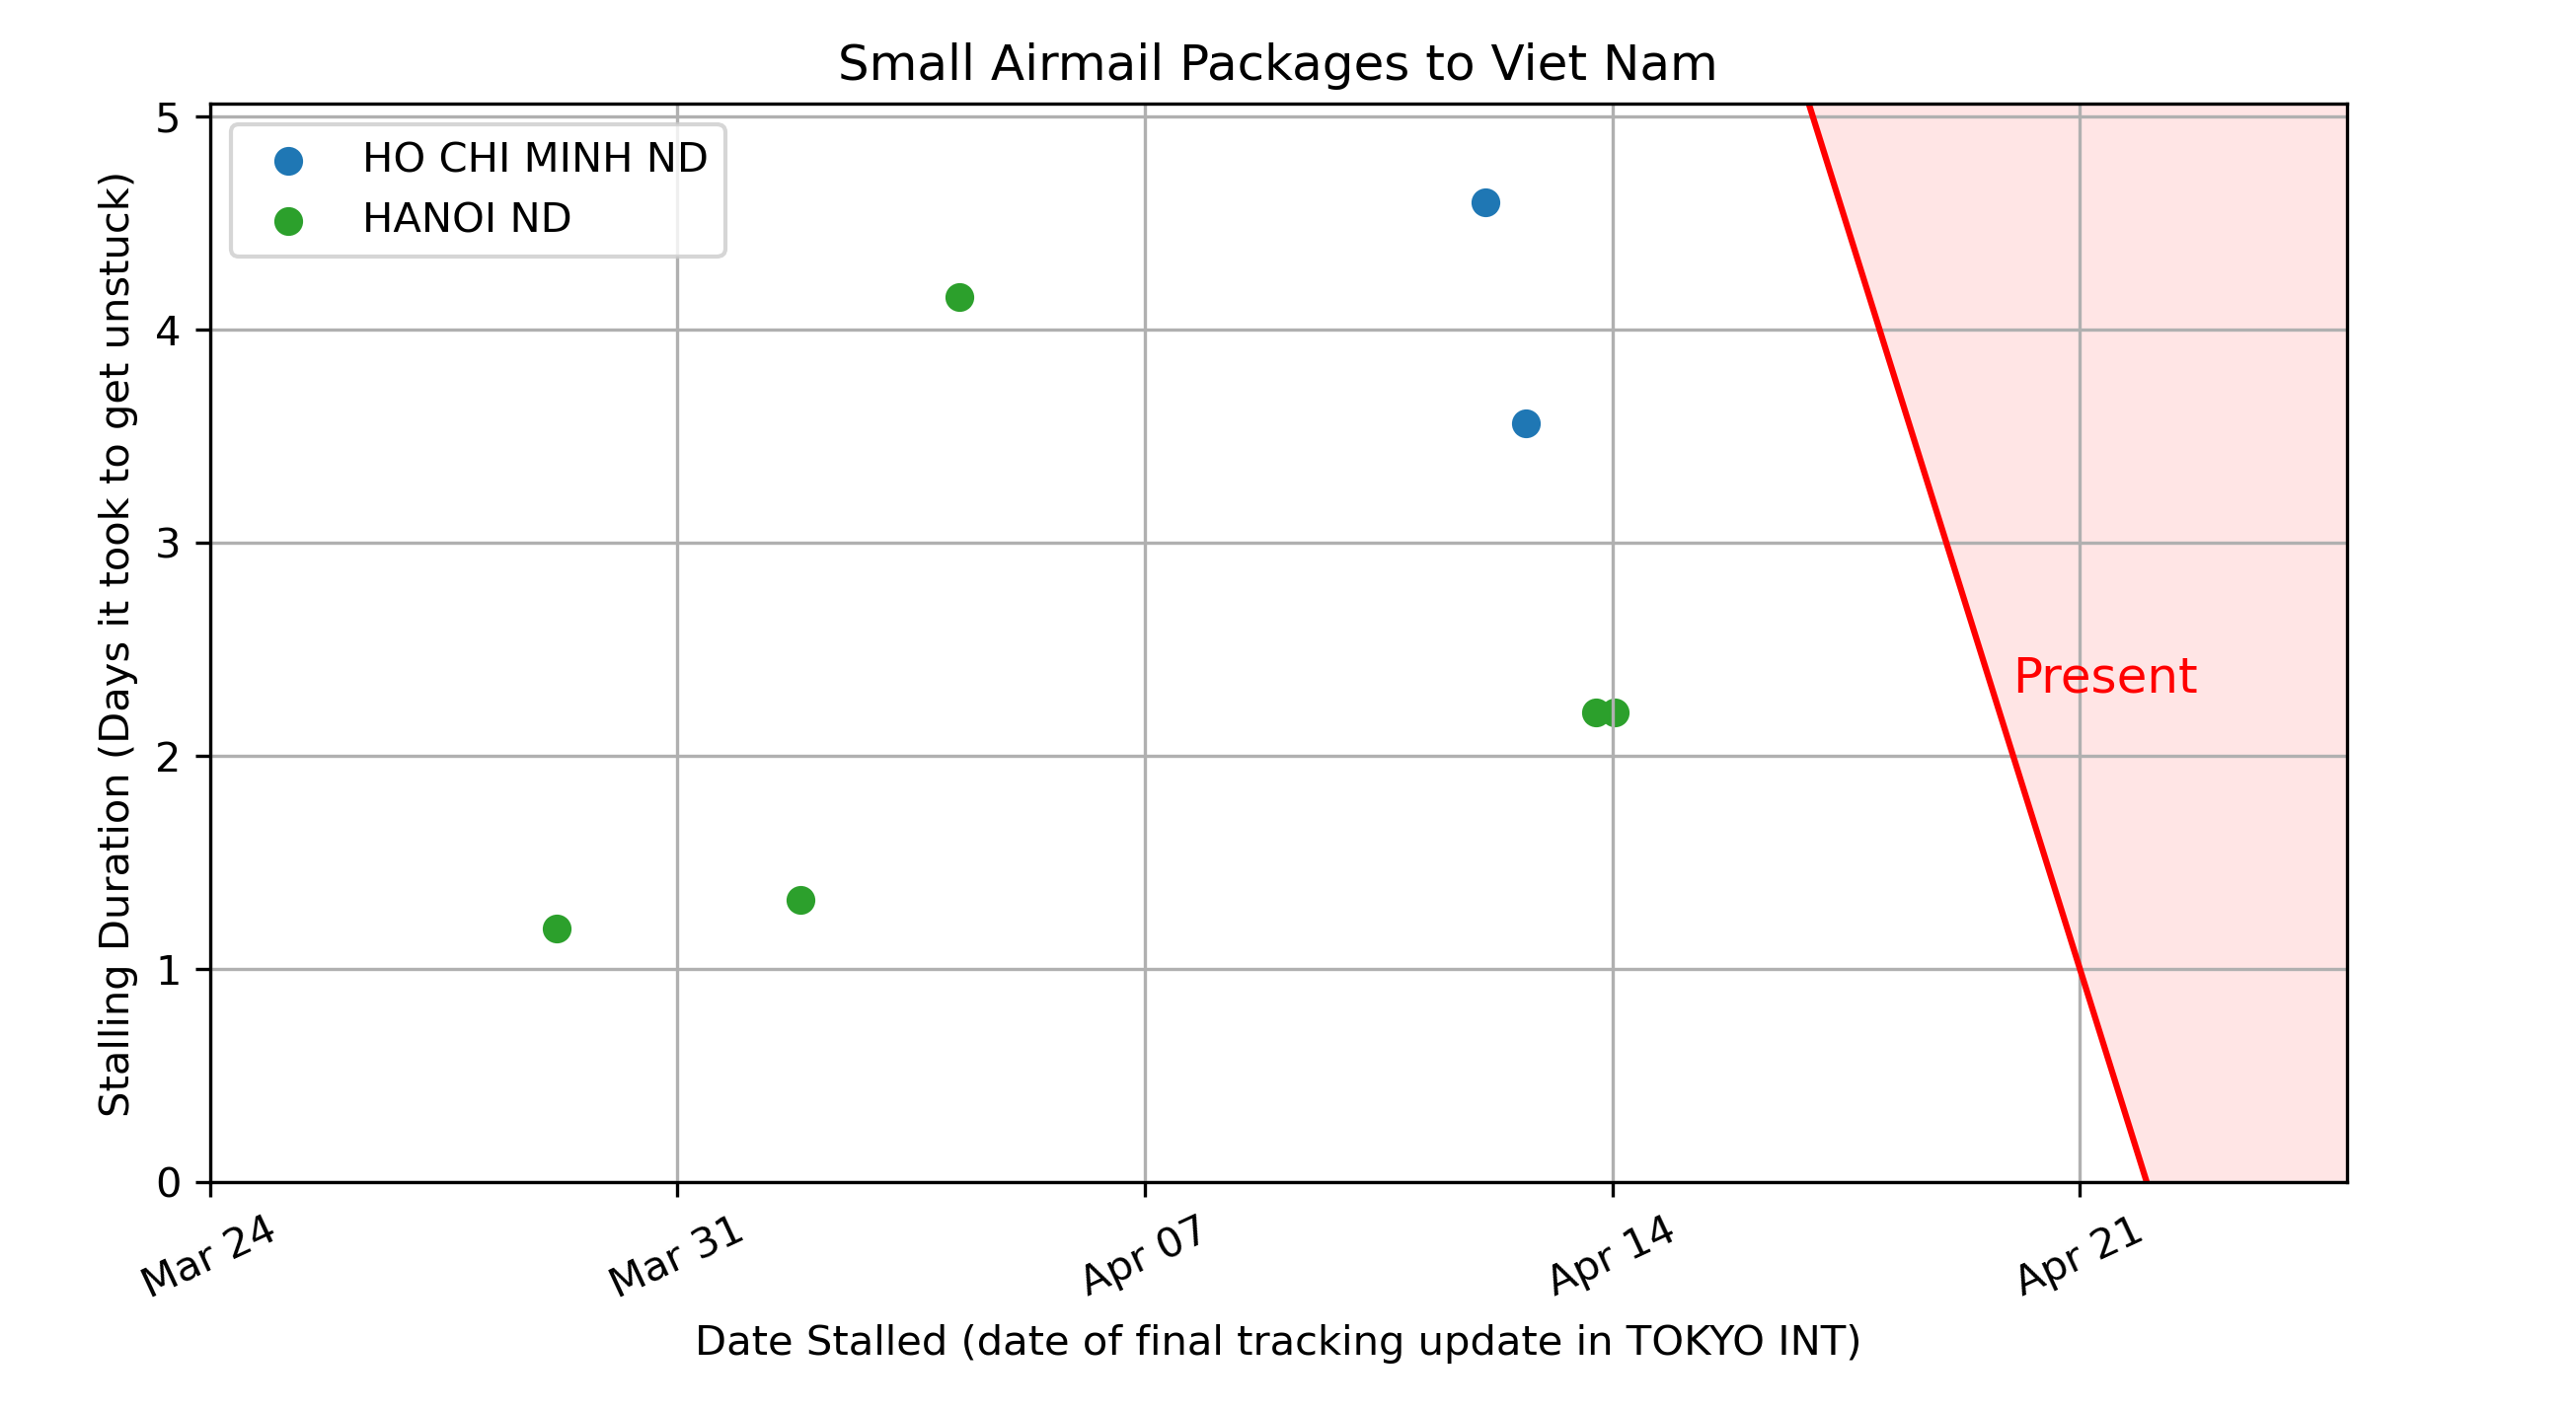 Small Airmail Packages to Viet Nam
HO CHI MINH ND
HANOI ND
Stalling Duration (Days it took to get unstuck)
5
4
3
2
1
0
Present
Mar 24
Mar 31
Apr 07
Apr 14
Apr 21
Date Stalled (date of final tracking update in TOKYO INT)